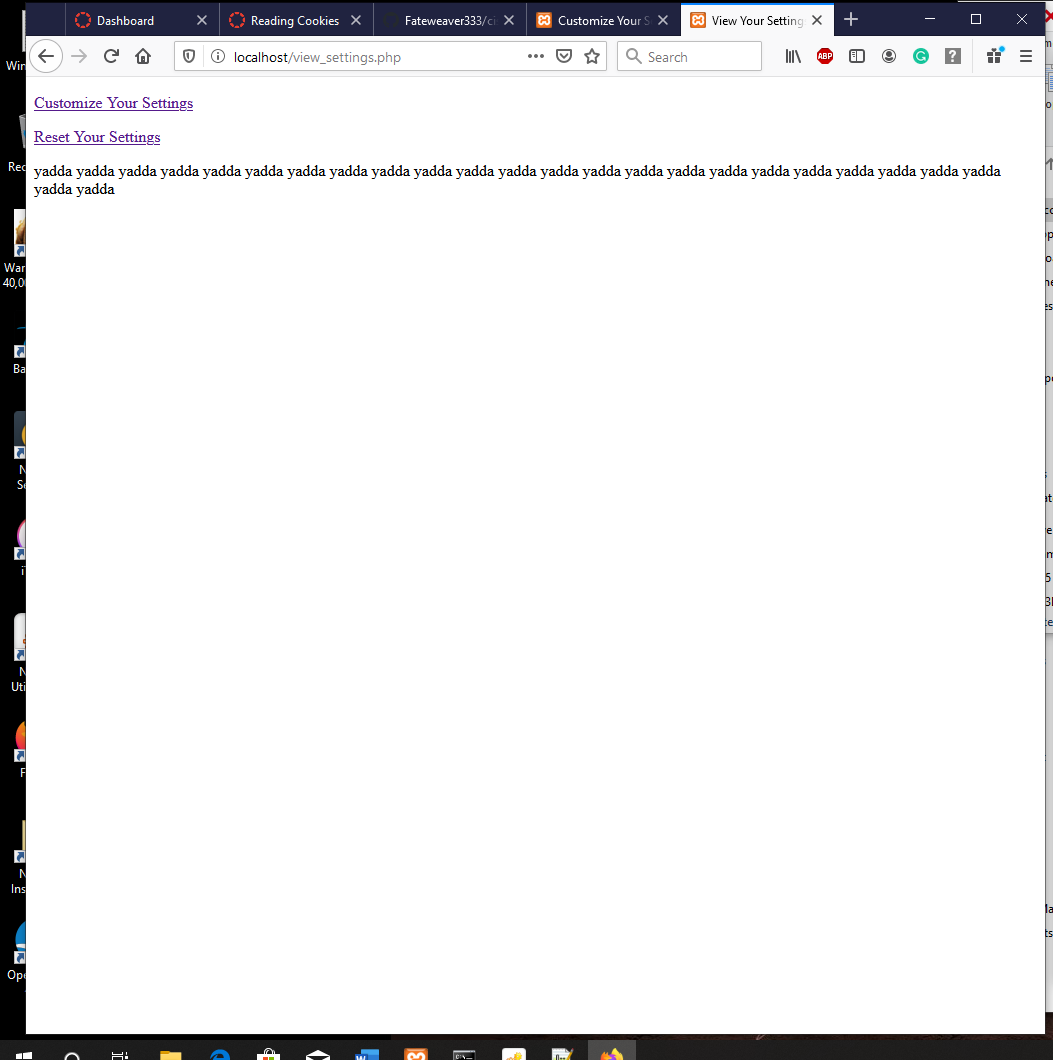 Dashboard
Reading Cookies
Fateweaver333/
Customize Your S
View Your Setting
localhost/view_settings.php
Search
ABP
Customize Your Settings
Reset Your Settings
yadda yadda yadda yadda yadda yadda yadda yadda yadda yadda yadda yadda yadda yadda yadda yadda yadda yadda yadda yadda yadda yadda yadda
yadda yadda